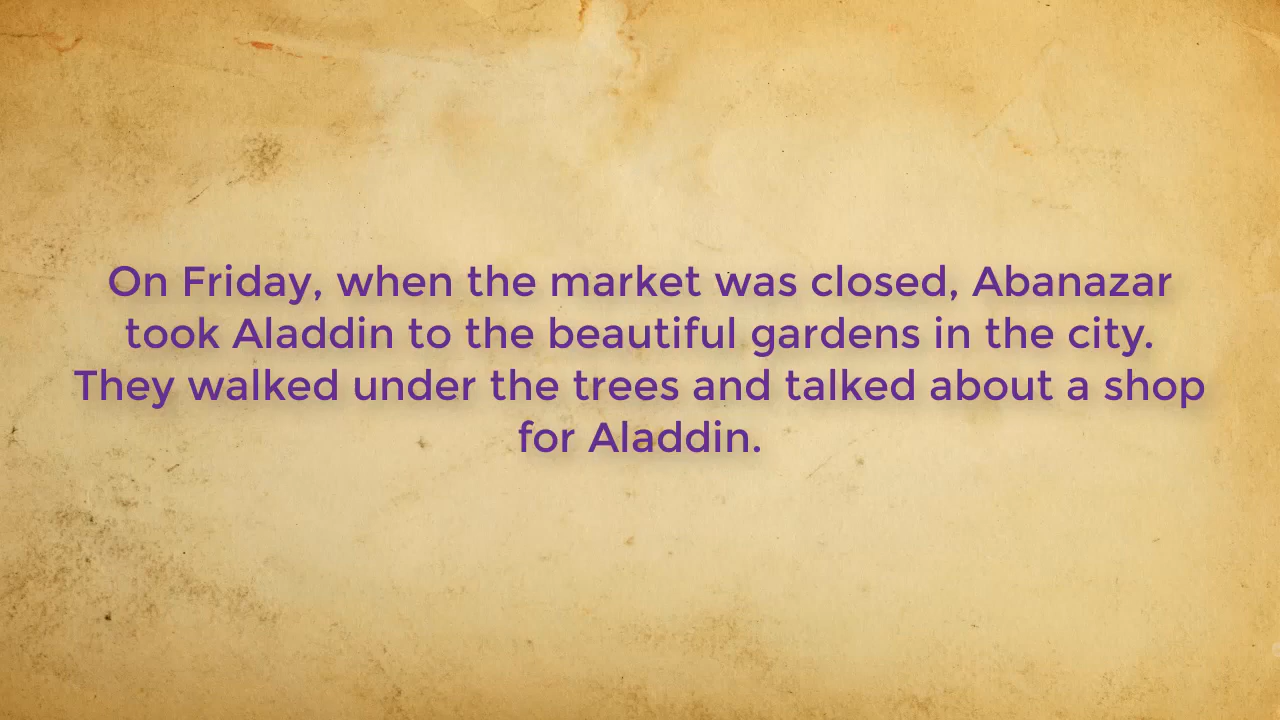 On Friday, when the market was closed, Abanazar
took Aladdin to the beautiful gardens in the city.
They walked under the trees and talked about a shop
for Aladdin.